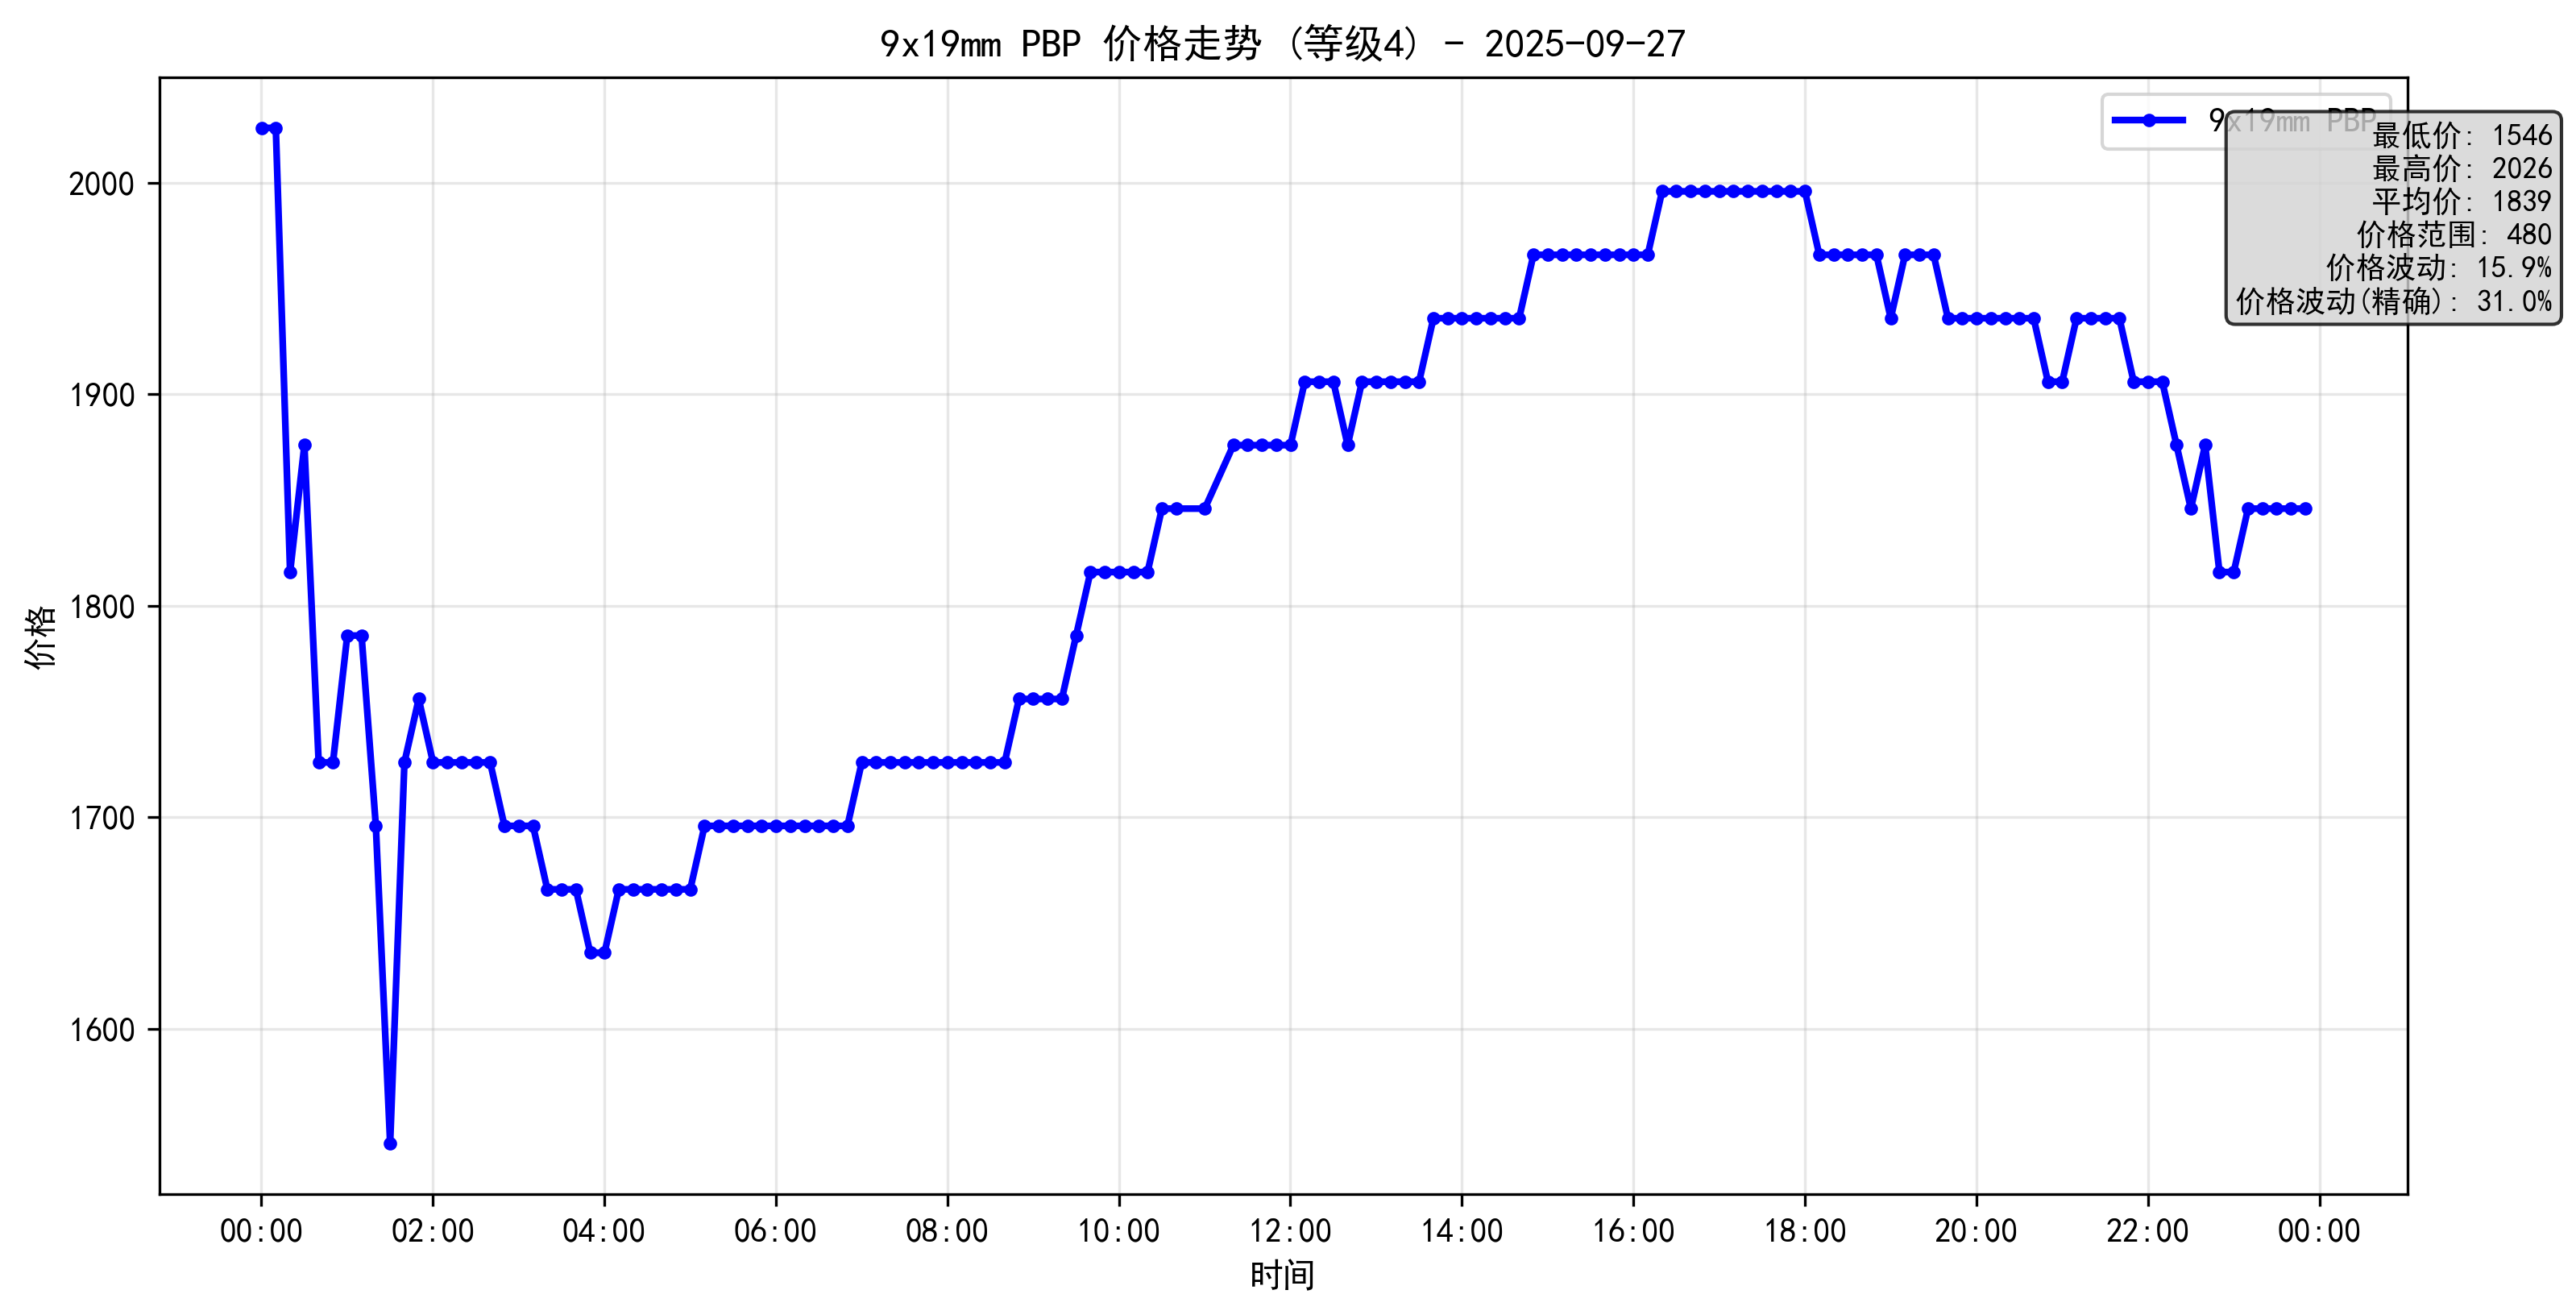 9x19mm PBP 价格走势 (等级4) - 2025-09-27
9x19mm PBP
最低价: 1546
最高价: 2026
平均价: 1839
价格范围: 480
价格波动: 15.9%
价格波动(精确): 31.0%
2000
1900
1800
1700
1600
价格
00:00 02:00 04:00 06:00 08:00 10:00 12:00 14:00 16:00 18:00 20:00 22:00 00:00
时间